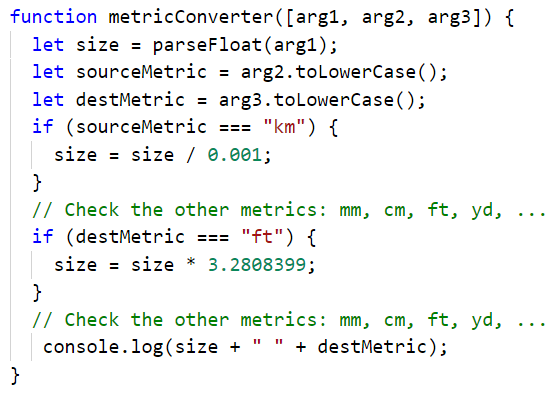 function metricConverter([arg1, arg2, arg3]) {
let size = parseFloat(arg1);
let sourceMetric = arg2.toLowerCase();
let destMetric = arg3.toLowerCase();
if (sourceMetric === "km") {
size = size / 0.001;
}
// Check the other metrics: mm, cm, ft, yd, ...
if (destMetric === "ft") {
size = size * 3.2808399;
}
// Check the other metrics: mm, cm, ft, yd, ...
console.log(size + " " + destMetric);
}